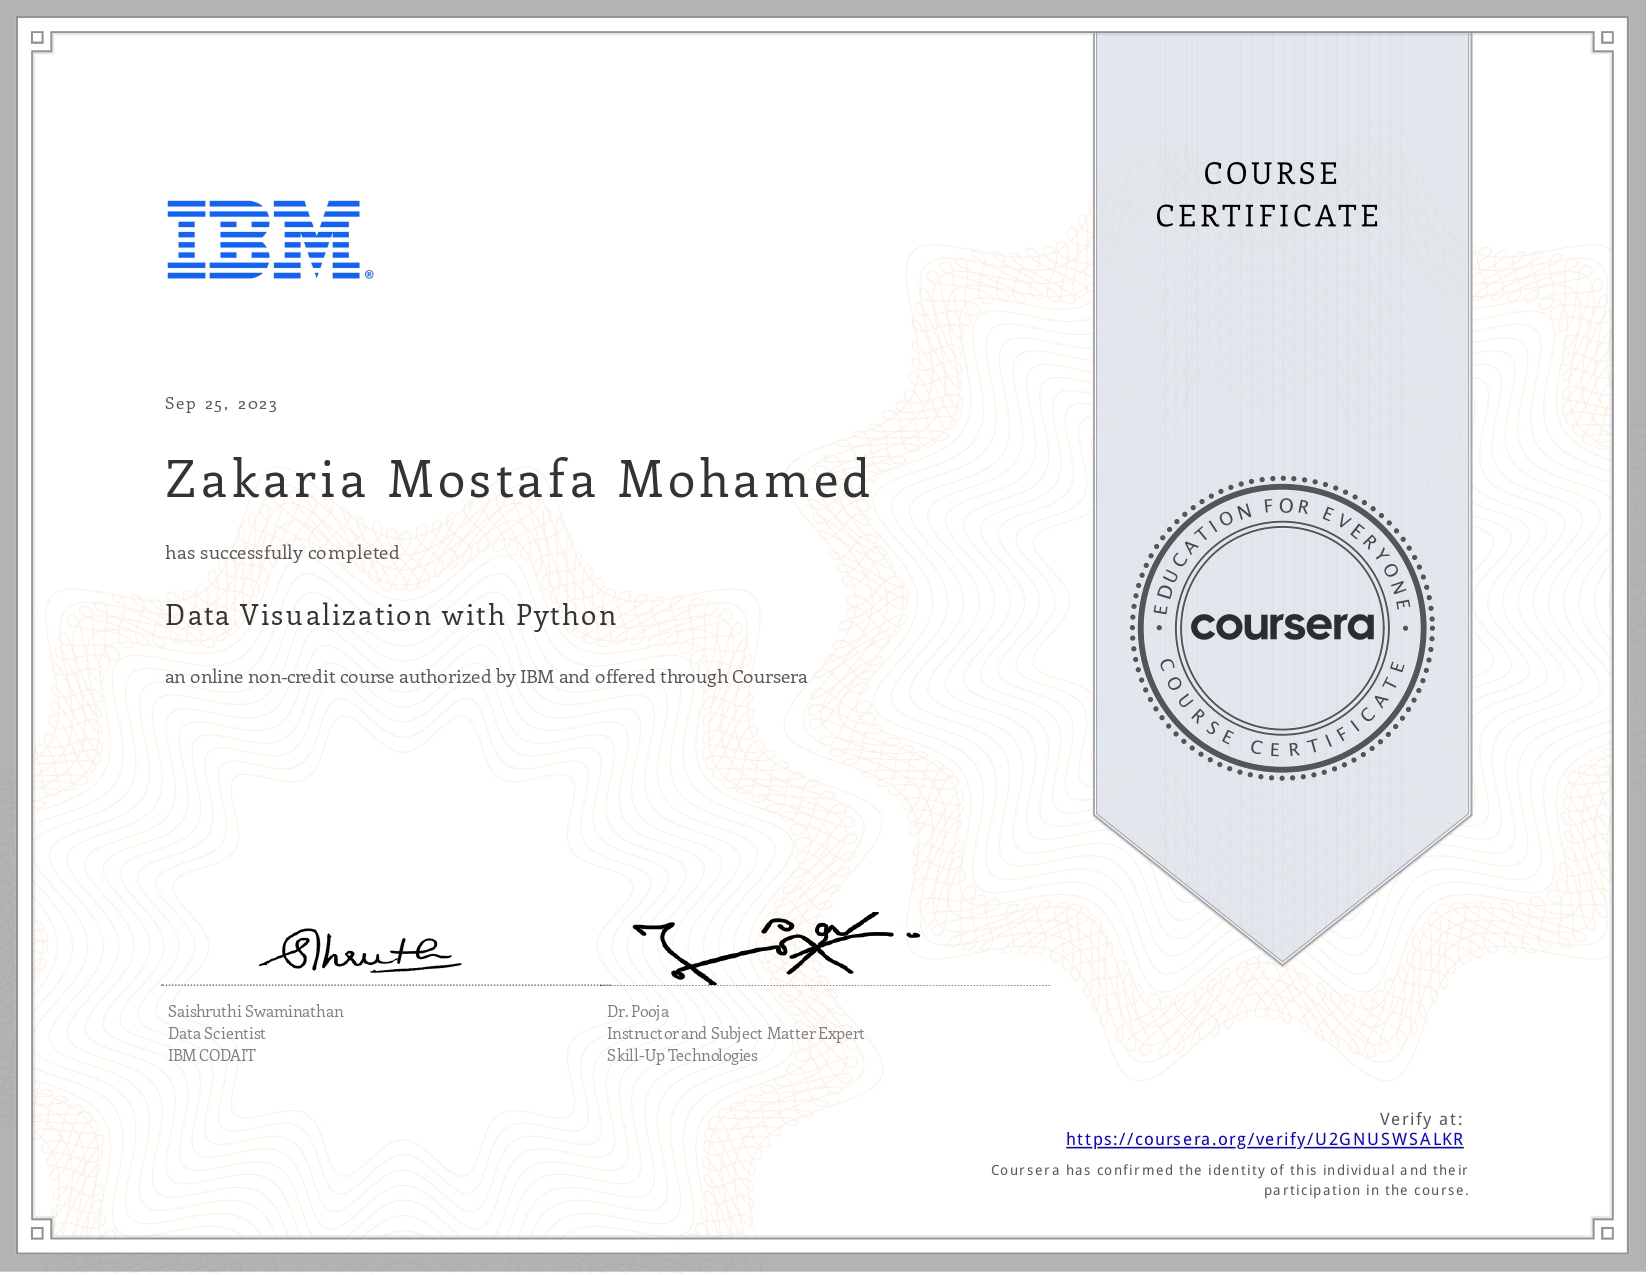 COURSE
CERTIFICATE
IBM®
Sep 25, 2023
Zakaria Mostafa Mohamed
has successfully completed
Data Visualization with Python
an online non-credit course authorized by IBM and offered through Coursera
EDUCATION FOR EVERYONE
coursera
COURSE CERTIFICATE
Shruthi
Saishruthi Swaminathan
Data Scientist
IBM CODAIT
Dr. Pooja
Instructor and Subject Matter Expert
Skill-Up Technologies
Verify at:
https://coursera.org/verify/U2GNUSWSALKR
Coursera has confirmed the identity of this individual and their
participation in the course.